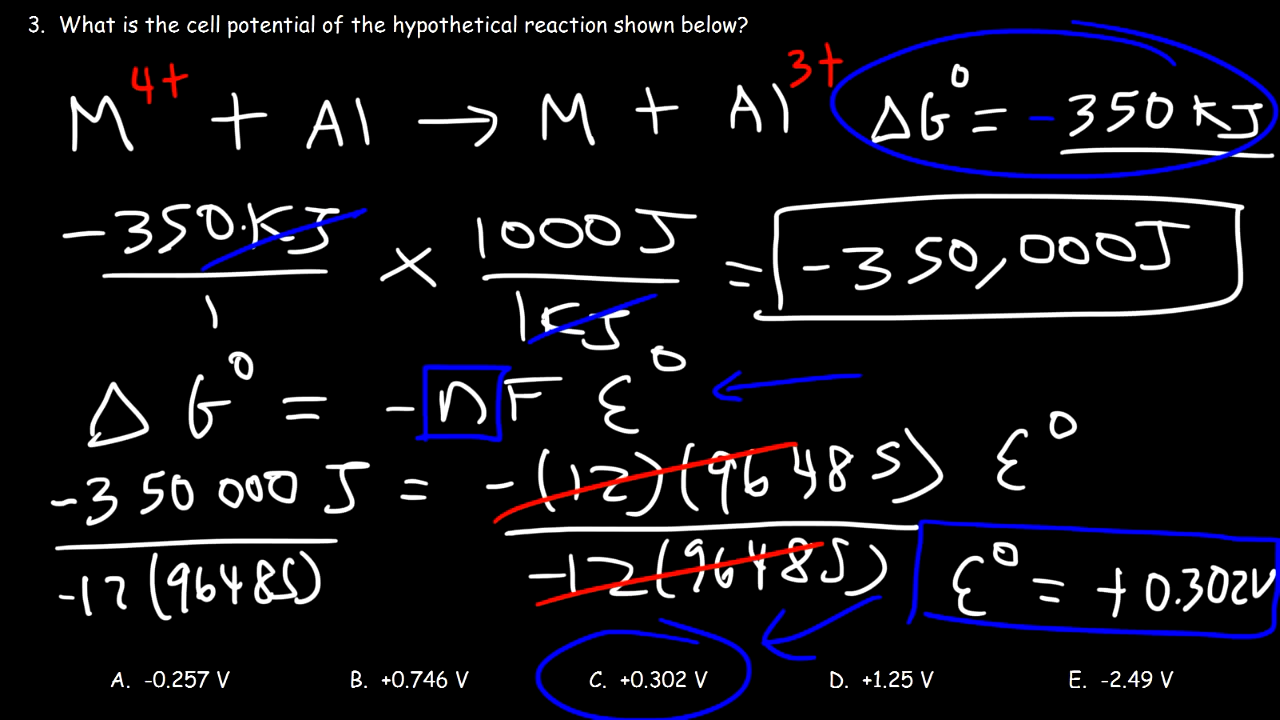 3. What is the cell potential of the hypothetical reaction shown below?
M⁴⁺ + Al → M + Al³⁺ ΔG° = -350 KJ
-350·KJ / 1 × 1000 J / 1 KJ = -350,000 J
ΔG° = -nFε°
-350 000 J / -12(96485) = -(12)(96485) ε° / -12(96485)
ε° = +0.302V
A. -0.257 V B. +0.746 V C. +0.302 V D. +1.25 V E. -2.49 V